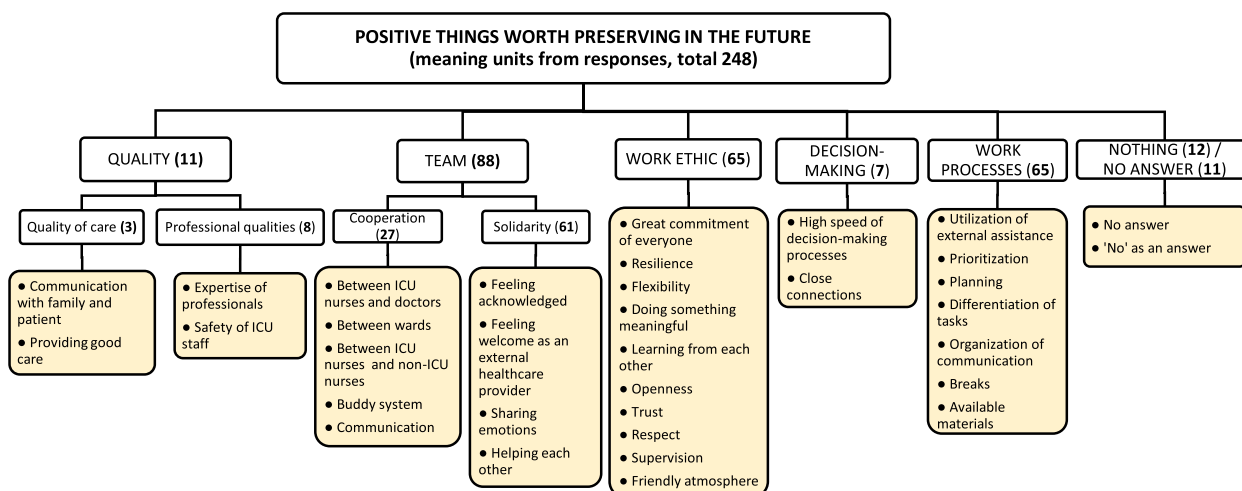 POSITIVE THINGS WORTH PRESERVING IN THE FUTURE
(meaning units from responses, total 248)
QUALITY (11)
TEAM (88)
WORK ETHIC (65)
DECISION-
MAKING (7)
WORK
PROCESSES (65)
NOTHING (12) /
NO ANSWER (11)
Quality of care (3)
Professional qualities (8)
Cooperation
(27)
Solidarity (61)
● Communication
with family and
patient
● Providing good
care
● Expertise of
professionals
● Safety of ICU
staff
● Between ICU
nurses and doctors
● Between wards
● Between ICU
nurses and non-ICU
nurses
● Buddy system
● Communication
● Feeling
acknowledged
● Feeling
welcome as an
external
healthcare
provider
● Sharing
emotions
● Helping each
other
● Great commitment
of everyone
● Resilience
● Flexibility
● Doing something
meaningful
● Learning from each
other
● Openness
● Trust
● Respect
● Supervision
● Friendly atmosphere
● High speed of
decision-making
processes
● Close
connections
● Utilization of
external assistance
● Prioritization
● Planning
● Differentiation of
tasks
● Organization of
communication
● Breaks
● Available
materials
● No answer
● 'No' as an answer